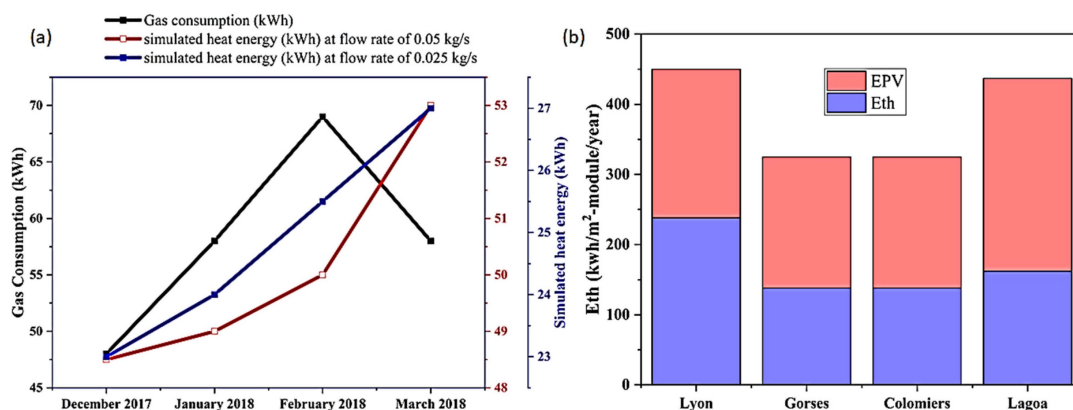 (a)
Gas consumption (kWh)
simulated heat energy (kWh) at flow rate of 0.05 kg/s
simulated heat energy (kWh) at flow rate of 0.025 kg/s
Gas Consumption (kWh)
70
65
60
55
50
45
53
52
51
50
49
48
27
26
25
24
23
Simulated heat energy (kWh)
December 2017 January 2018 February 2018 March 2018
(b)
EPV
Eth
Eth (kwh/m²-module/year)
500
400
300
200
100
0
Lyon Gorses Colomiers Lagoa